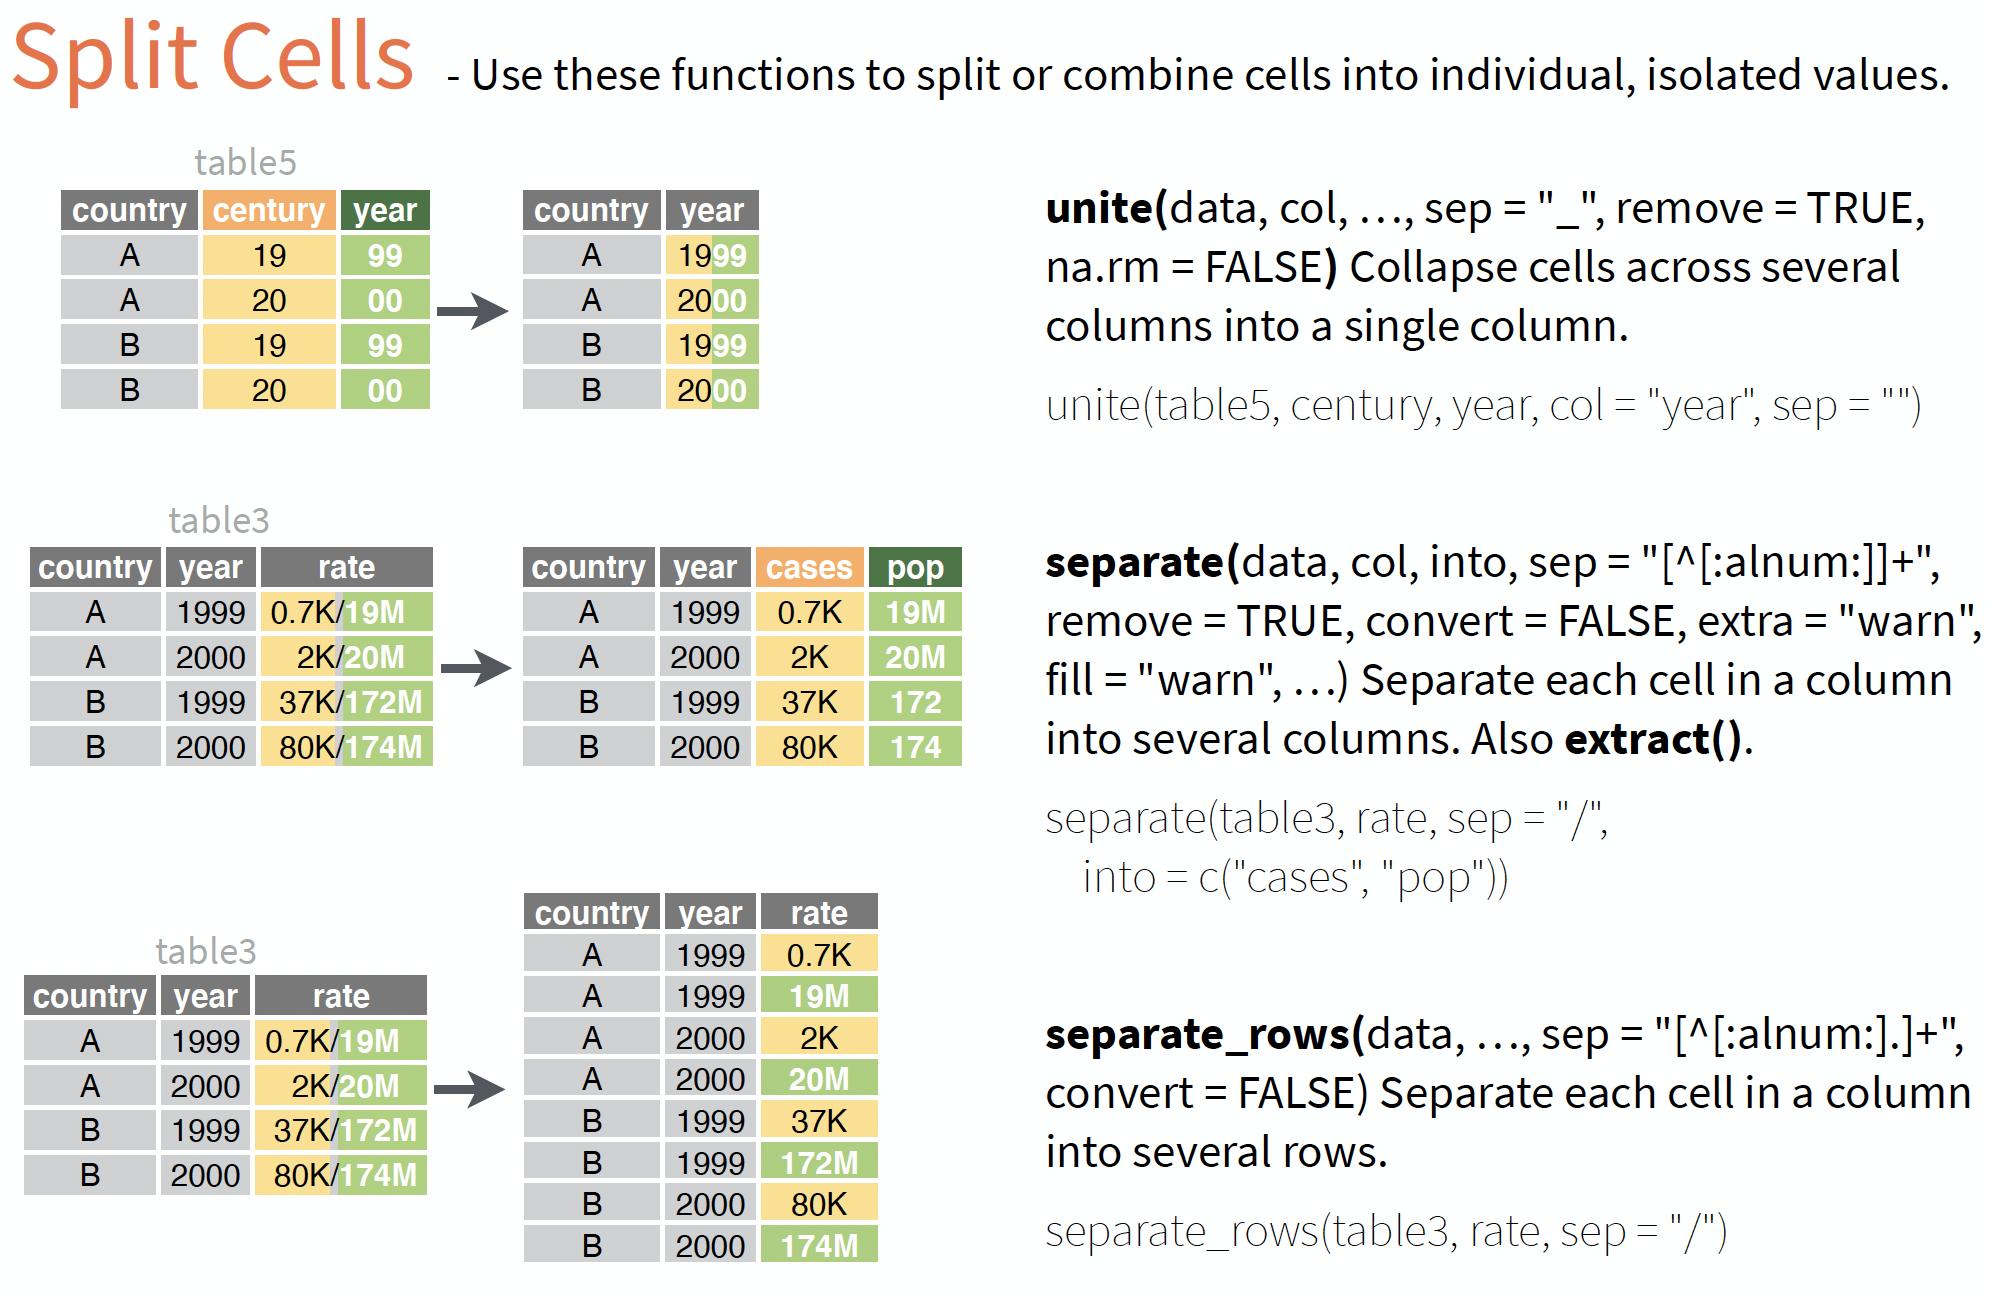 Split Cells - Use these functions to split or combine cells into individual, isolated values.
table5
country century year
A 19 99
A 20 00
B 19 99
B 20 00
country year
A 1999
A 2000
B 1999
B 2000
unite(data, col, …, sep = "_", remove = TRUE,
na.rm = FALSE) Collapse cells across several
columns into a single column.
unite(table5, century, year, col = "year", sep = "")
table3
country year rate
A 1999 0.7K/19M
A 2000 2K/20M
B 1999 37K/172M
B 2000 80K/174M
country year cases pop
A 1999 0.7K 19M
A 2000 2K 20M
B 1999 37K 172
B 2000 80K 174
separate(data, col, into, sep = "[^[:alnum:]]+",
remove = TRUE, convert = FALSE, extra = "warn",
fill = "warn", …) Separate each cell in a column
into several columns. Also extract().
separate(table3, rate, sep = "/",
into = c("cases", "pop"))
table3
country year rate
A 1999 0.7K/19M
A 2000 2K/20M
B 1999 37K/172M
B 2000 80K/174M
country year rate
A 1999 0.7K
A 1999 19M
A 2000 2K
A 2000 20M
B 1999 37K
B 1999 172M
B 2000 80K
B 2000 174M
separate_rows(data, …, sep = "[^[:alnum:].]+",
convert = FALSE) Separate each cell in a column
into several rows.
separate_rows(table3, rate, sep = "/")